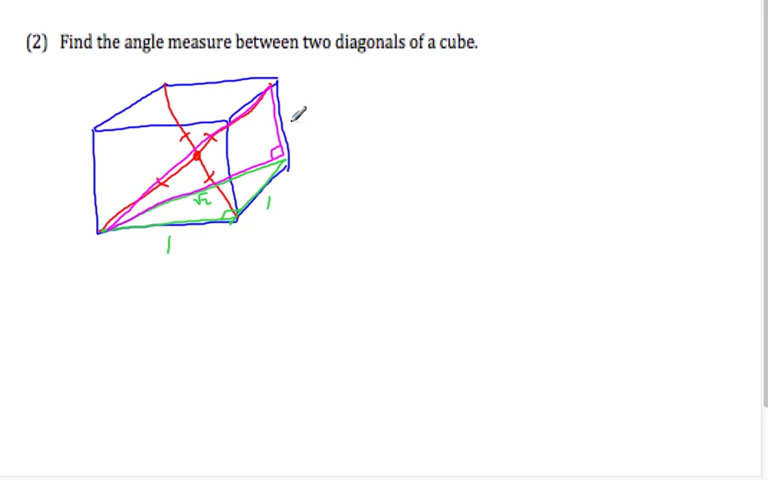 (2) Find the angle measure between two diagonals of a cube.
√2
1
1